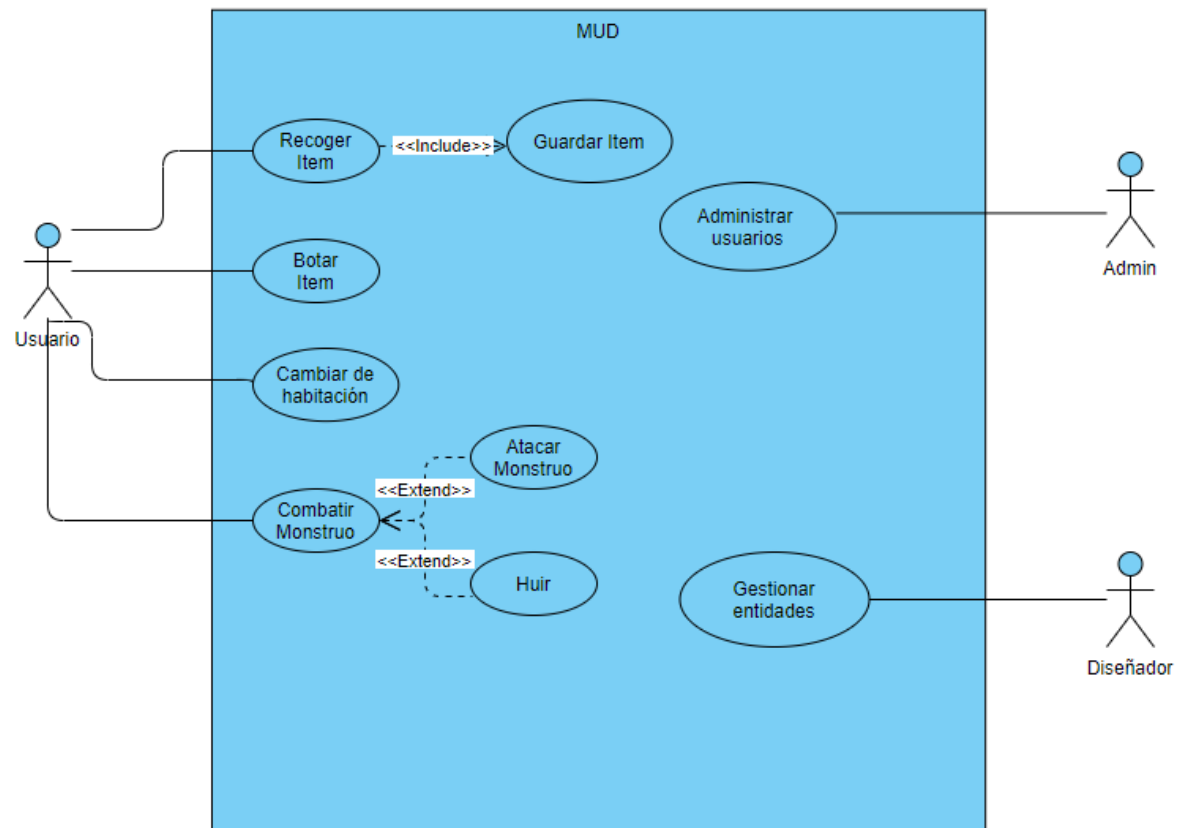 MUD
Recoger
Item
<<Include>>
Guardar Item
Administrar
usuarios
Admin
Botar
Item
Usuario
Cambiar de
habitación
Atacar
Monstruo
<<Extend>>
Combatir
Monstruo
<<Extend>>
Huir
Gestionar
entidades
Diseñador